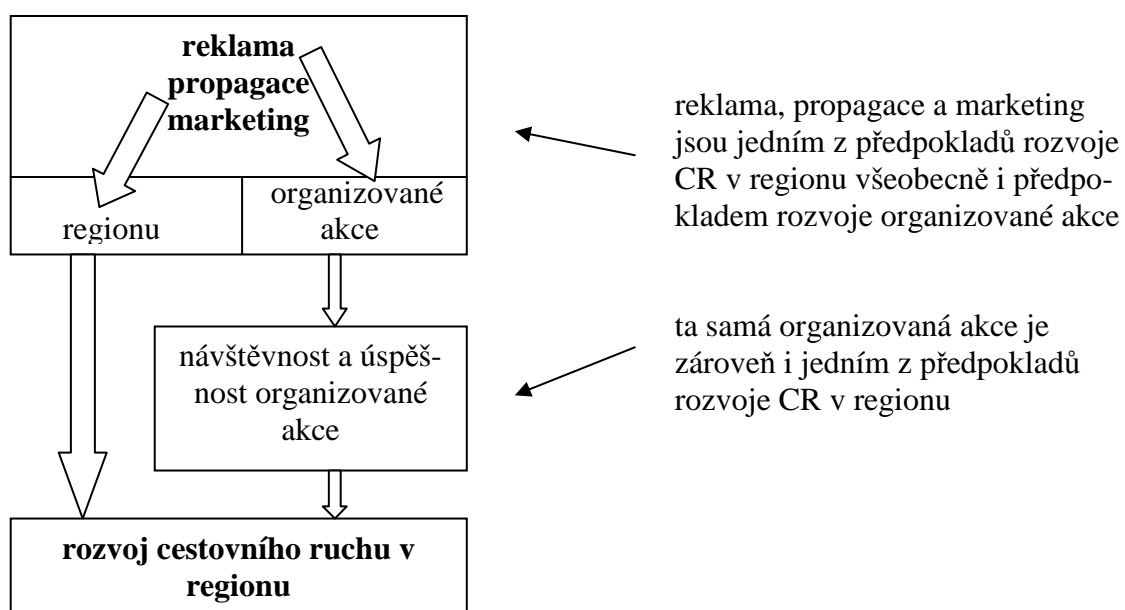 reklama
propagace
marketing
regionu
organizované
akce
reklama, propagace a marketing
jsou jedním z předpokladů rozvoje
CR v regionu všeobecně i předpo-
kladem rozvoje organizované akce
návštěvnost a úspěš-
nost organizované
akce
ta samá organizovaná akce je
zároveň i jedním z předpokladů
rozvoje CR v regionu
rozvoj cestovního ruchu v
regionu